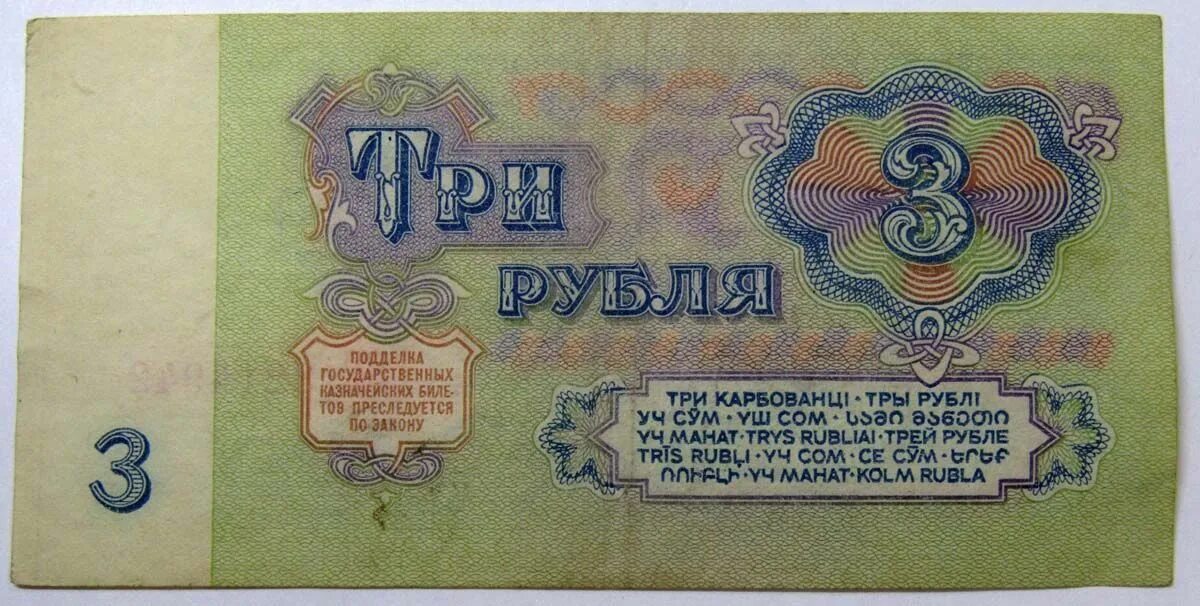 ТРИ
РУБЛЯ
3
ПОДДЕЛКА
ГОСУДАРСТВЕННЫХ
КАЗНАЧЕЙСКИХ БИЛЕ-
ТОВ ПРЕСЛЕДУЕТСЯ
ПО ЗАКОНУ
3
ТРИ КАРБОВАНЦІ · ТРЫ РУБЛІ
УЧ СЎМ · ҮШ СОМ · ᲡᲐᲛᲘ ᲛᲐᲜᲔᲗᲘ
ҮЧ МАНАТ · TRYS RUBLIAI · ТРЕЙ РУБЛЕ
TRĪS RUBĻI · ҮЧ СОМ · СЕ СӮМ · ԵՐԵՔ
ՌՈՒԲԼԻ · ҮЧ МАНАТ · KOLM RUBLA